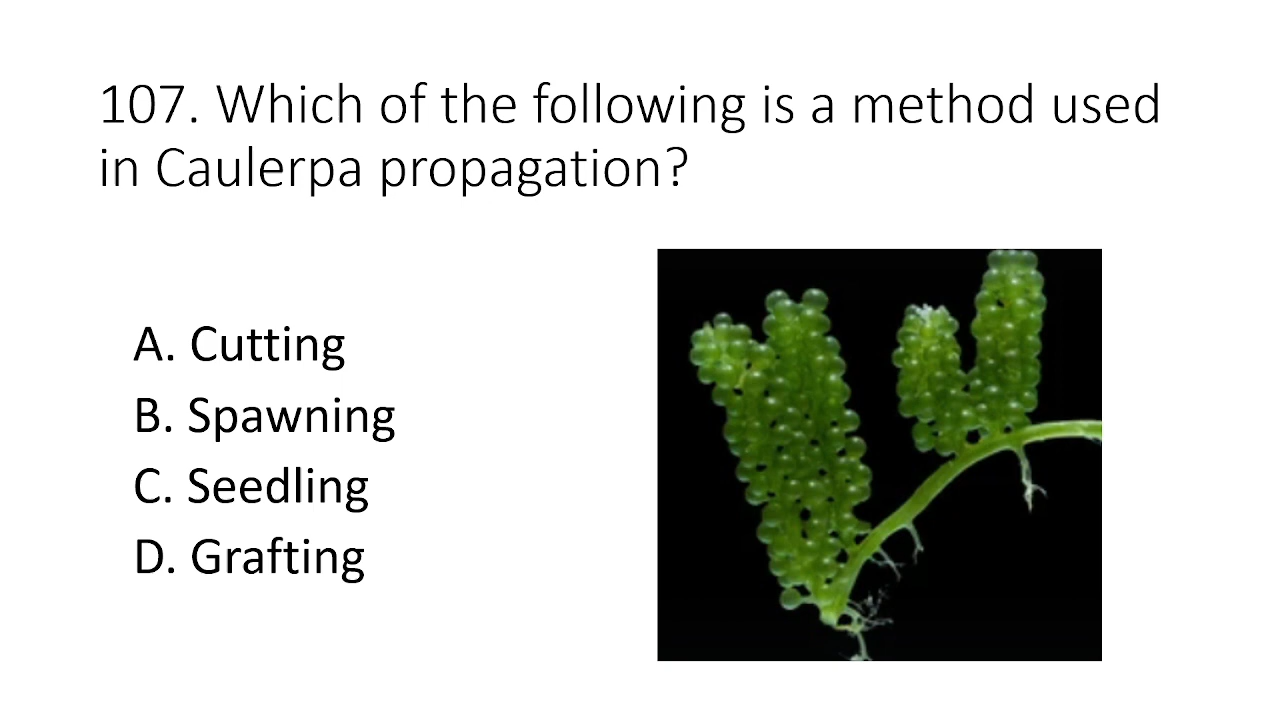 107. Which of the following is a method used
in Caulerpa propagation?
A. Cutting
B. Spawning
C. Seedling
D. Grafting